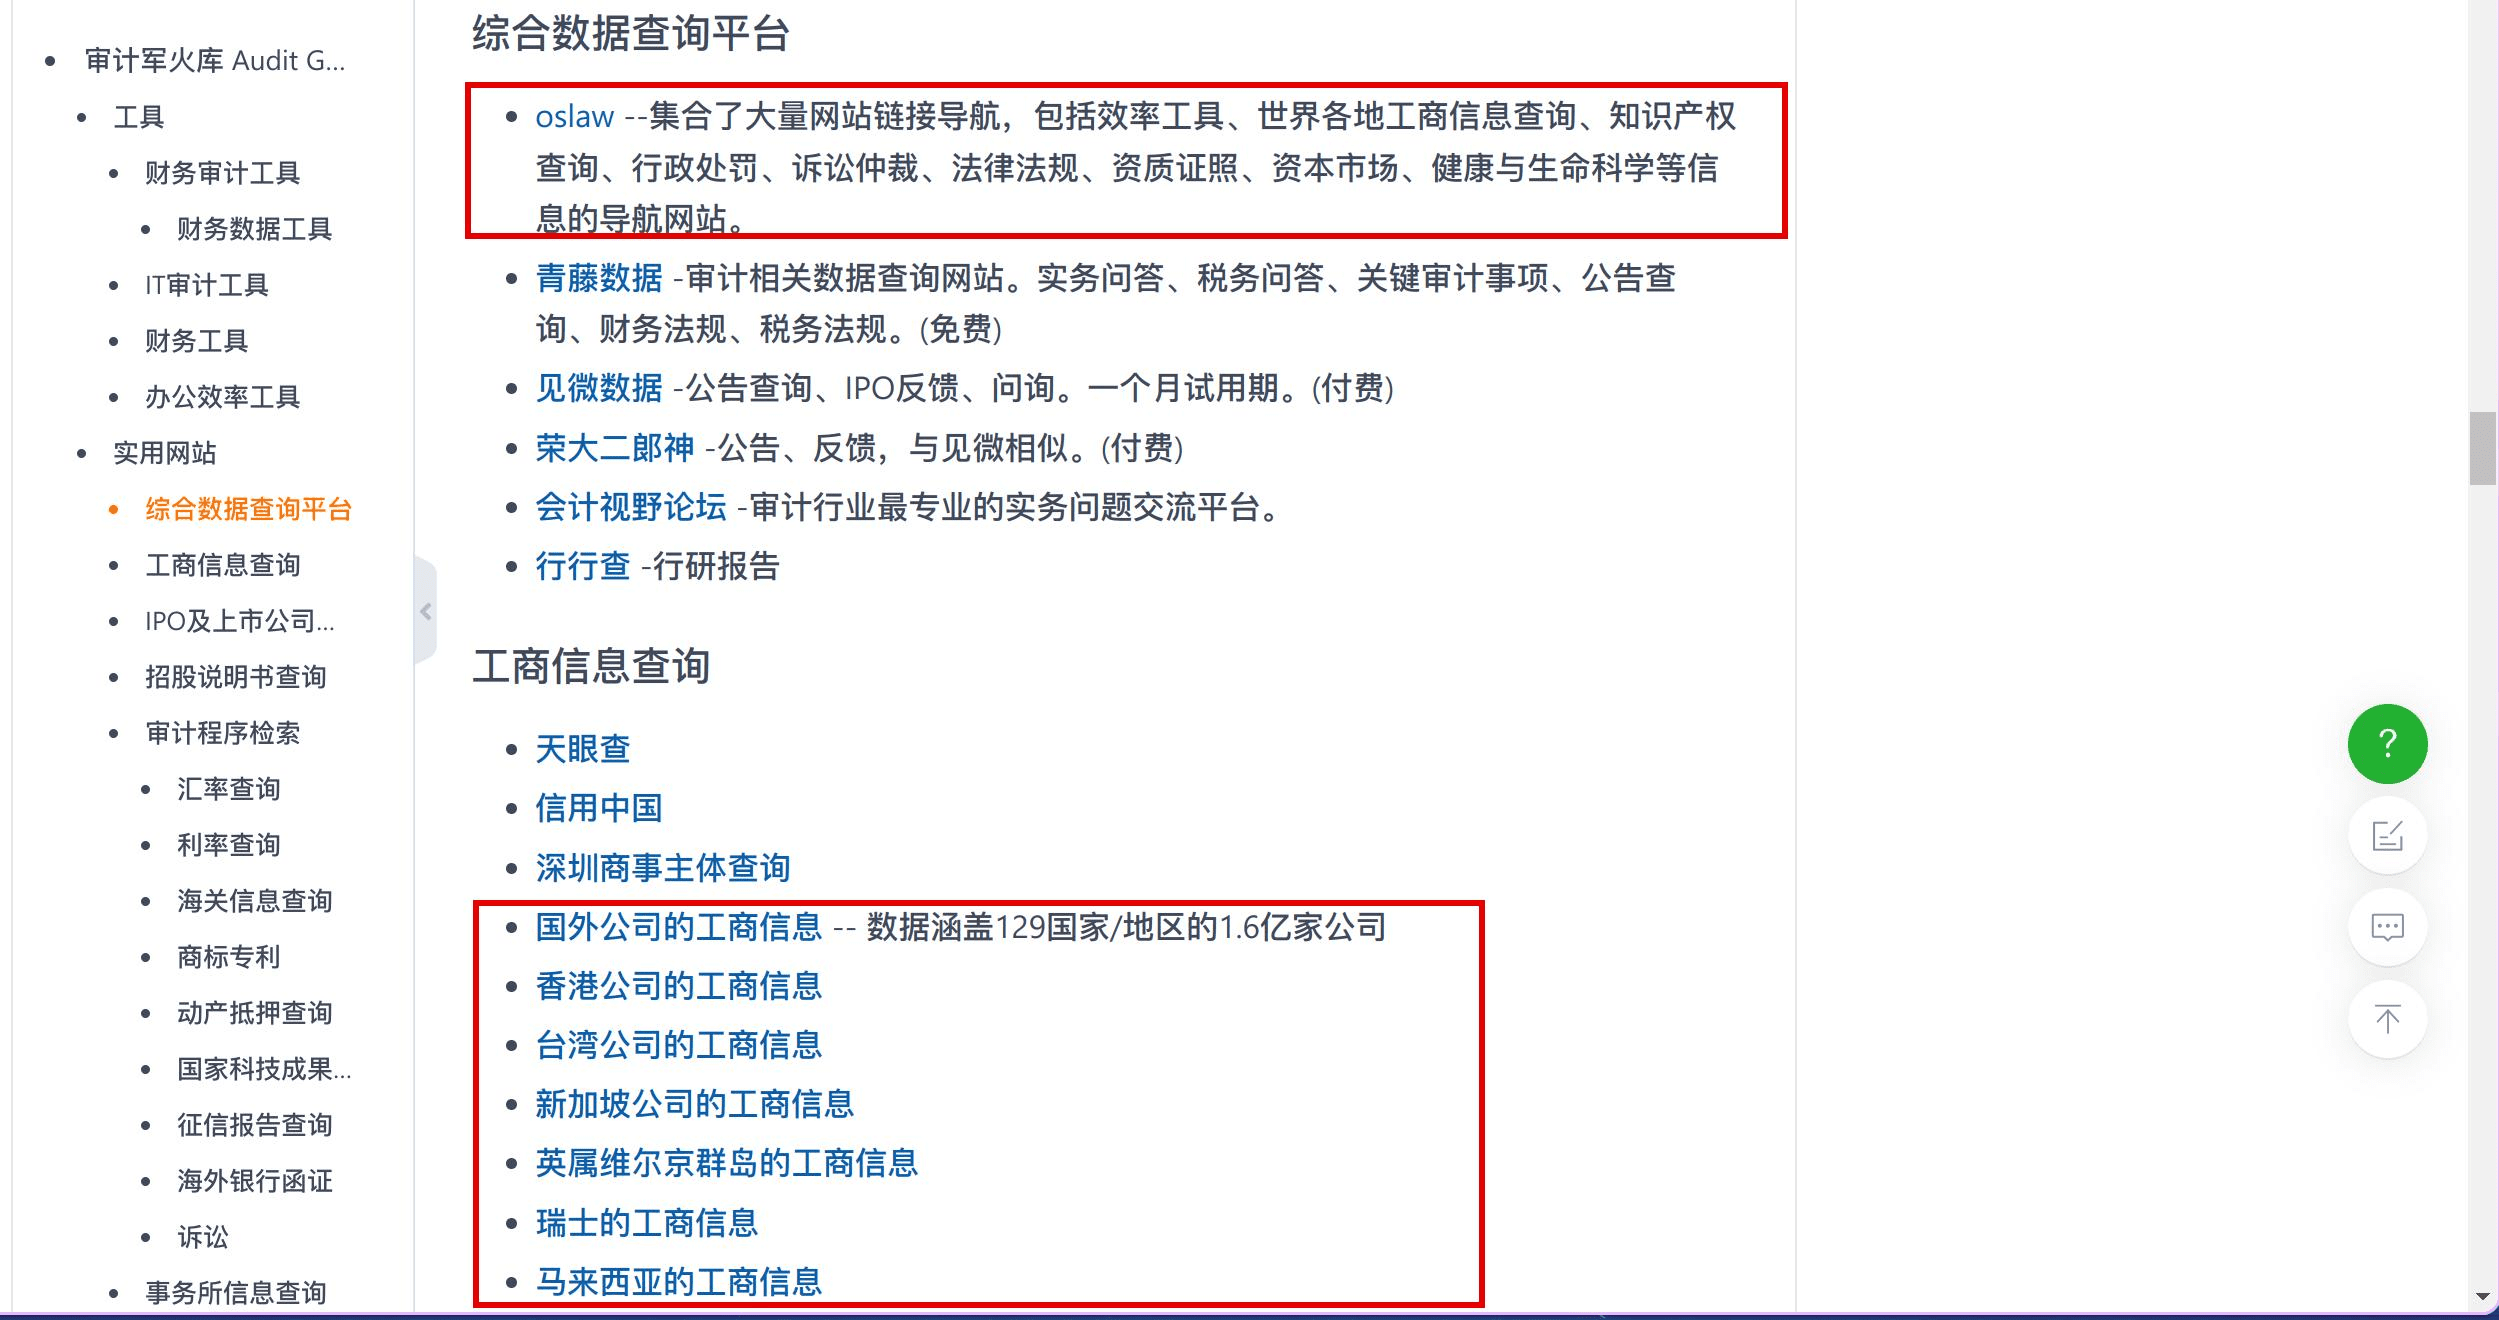 审计军火库 Audit G...
工具
财务审计工具
财务数据工具
IT审计工具
财务工具
办公效率工具
实用网站
综合数据查询平台
工商信息查询
IPO及上市公司...
招股说明书查询
审计程序检索
汇率查询
利率查询
海关信息查询
商标专利
动产抵押查询
国家科技成果...
征信报告查询
海外银行函证
诉讼
事务所信息查询
综合数据查询平台
oslaw --集合了大量网站链接导航，包括效率工具、世界各地工商信息查询、知识产权
查询、行政处罚、诉讼仲裁、法律法规、资质证照、资本市场、健康与生命科学等信
息的导航网站。
青藤数据 -审计相关数据查询网站。实务问答、税务问答、关键审计事项、公告查
询、财务法规、税务法规。(免费)
见微数据 -公告查询、IPO反馈、问询。一个月试用期。(付费)
荣大二郎神 -公告、反馈，与见微相似。(付费)
会计视野论坛 -审计行业最专业的实务问题交流平台。
行行查 -行研报告
工商信息查询
天眼查
信用中国
深圳商事主体查询
国外公司的工商信息 -- 数据涵盖129国家/地区的1.6亿家公司
香港公司的工商信息
台湾公司的工商信息
新加坡公司的工商信息
英属维尔京群岛的工商信息
瑞士的工商信息
马来西亚的工商信息